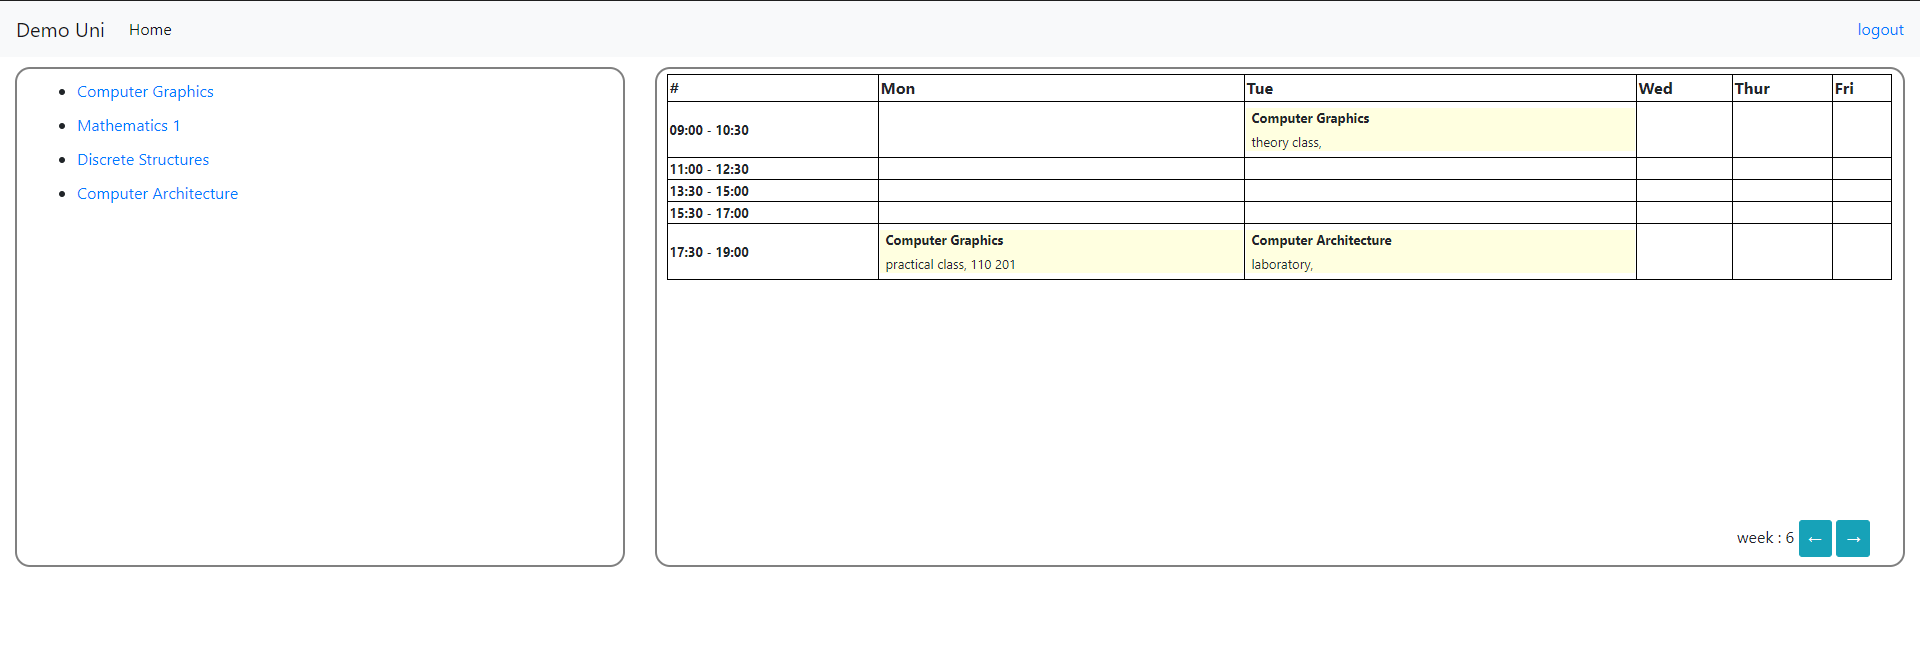 Demo Uni Home logout
Computer Graphics
Mathematics 1
Discrete Structures
Computer Architecture
# Mon Tue Wed Thur Fri
09:00 - 10:30
Computer Graphics
theory class,
11:00 - 12:30
13:30 - 15:00
15:30 - 17:00
17:30 - 19:00
Computer Graphics
practical class, 110 201
Computer Architecture
laboratory,
week : 6 ← →